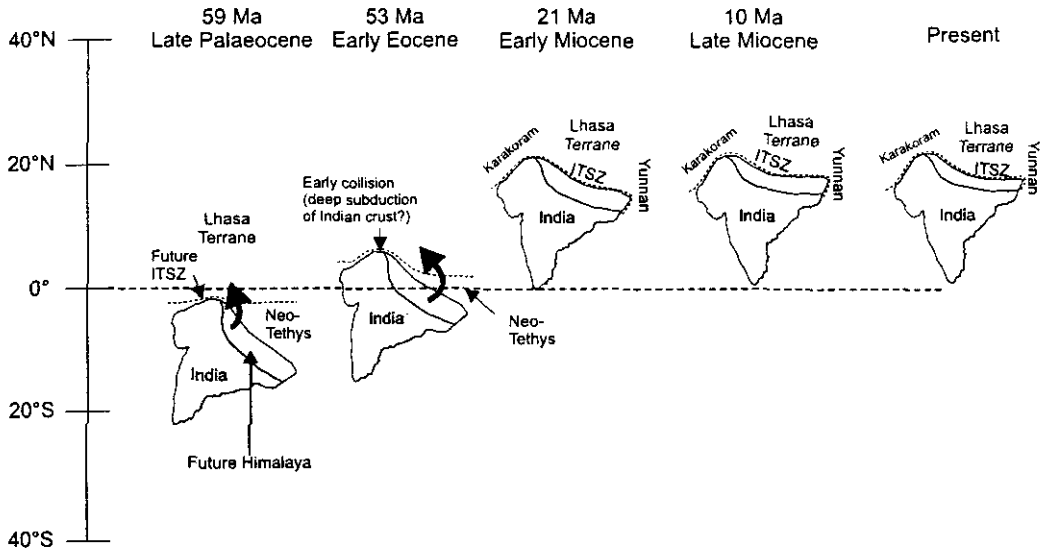 59 Ma
Late Palaeocene
53 Ma
Early Eocene
21 Ma
Early Miocene
10 Ma
Late Miocene
Present
40°N
20°N
0°
20°S
40°S
Lhasa
Terrane
Future
ITSZ
Neo-
Tethys
India
Future Himalaya
Early collision
(deep subduction
of Indian crust?)
India
Neo-
Tethys
Karakoram
Lhasa
Terrane
ITSZ
Yunnan
India
Karakoram
Lhasa
Terrane
ITSZ
Yunnan
India
Karakoram
Lhasa
Terrane
ITSZ
Yunnan
India